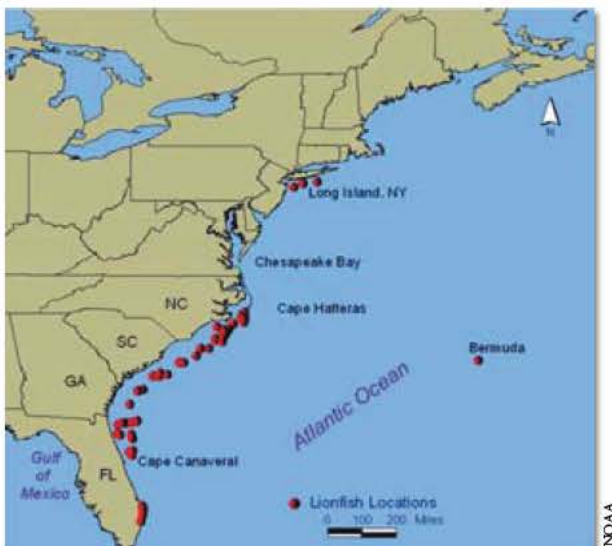 N
Long Island, NY
Chesapeake Bay
NC
Cape Hatteras
SC
Bermuda
GA
Atlantic Ocean
Cape Canaveral
Gulf
of
Mexico
FL
Lionfish Locations
0 100 200 Miles
NOAA